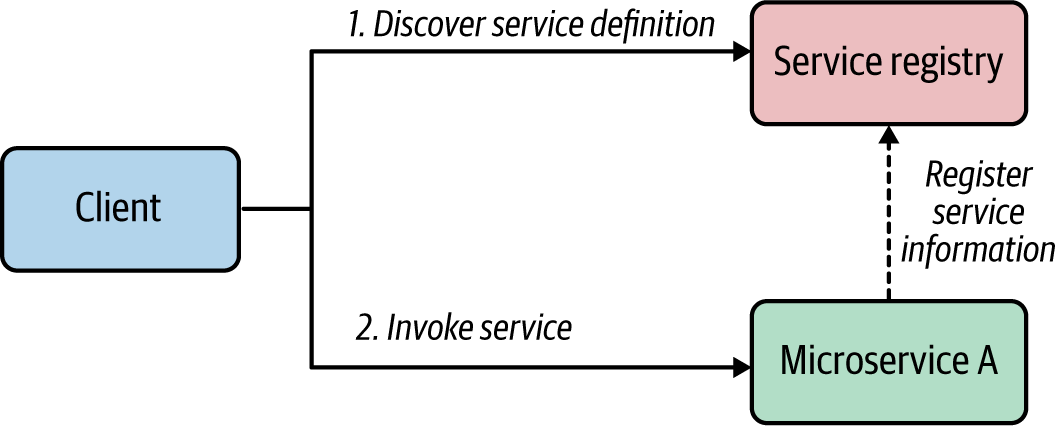 1. Discover service definition
Service registry
Client
Register
service
information
2. Invoke service
Microservice A